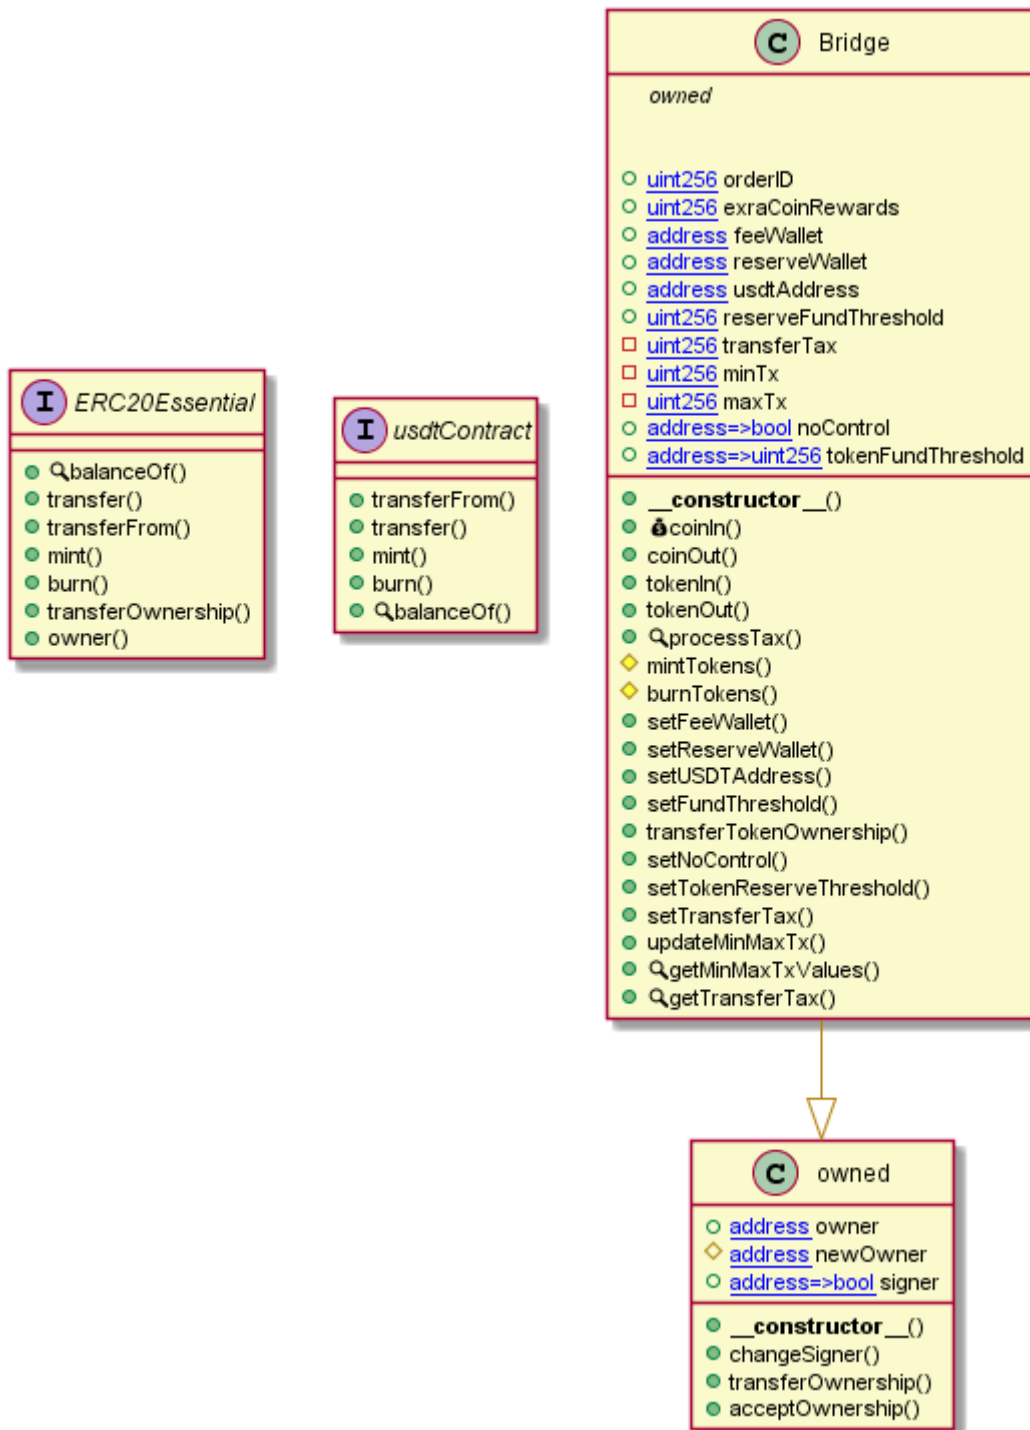 C Bridge
owned
uint256 orderID
uint256 exraCoinRewards
address feeWallet
address reserveWallet
address usdtAddress
uint256 reserveFundThreshold
uint256 transferTax
uint256 minTx
uint256 maxTx
address=>bool noControl
address=>uint256 tokenFundThreshold
__constructor__()
coinIn()
coinOut()
tokenIn()
tokenOut()
processTax()
mintTokens()
burnTokens()
setFeeWallet()
setReserveWallet()
setUSDTAddress()
setFundThreshold()
transferTokenOwnership()
setNoControl()
setTokenReserveThreshold()
setTransferTax()
updateMinMaxTx()
getMinMaxTxValues()
getTransferTax()
I ERC20Essential
balanceOf()
transfer()
transferFrom()
mint()
burn()
transferOwnership()
owner()
I usdtContract
transferFrom()
transfer()
mint()
burn()
balanceOf()
C owned
address owner
address newOwner
address=>bool signer
__constructor__()
changeSigner()
transferOwnership()
acceptOwnership()